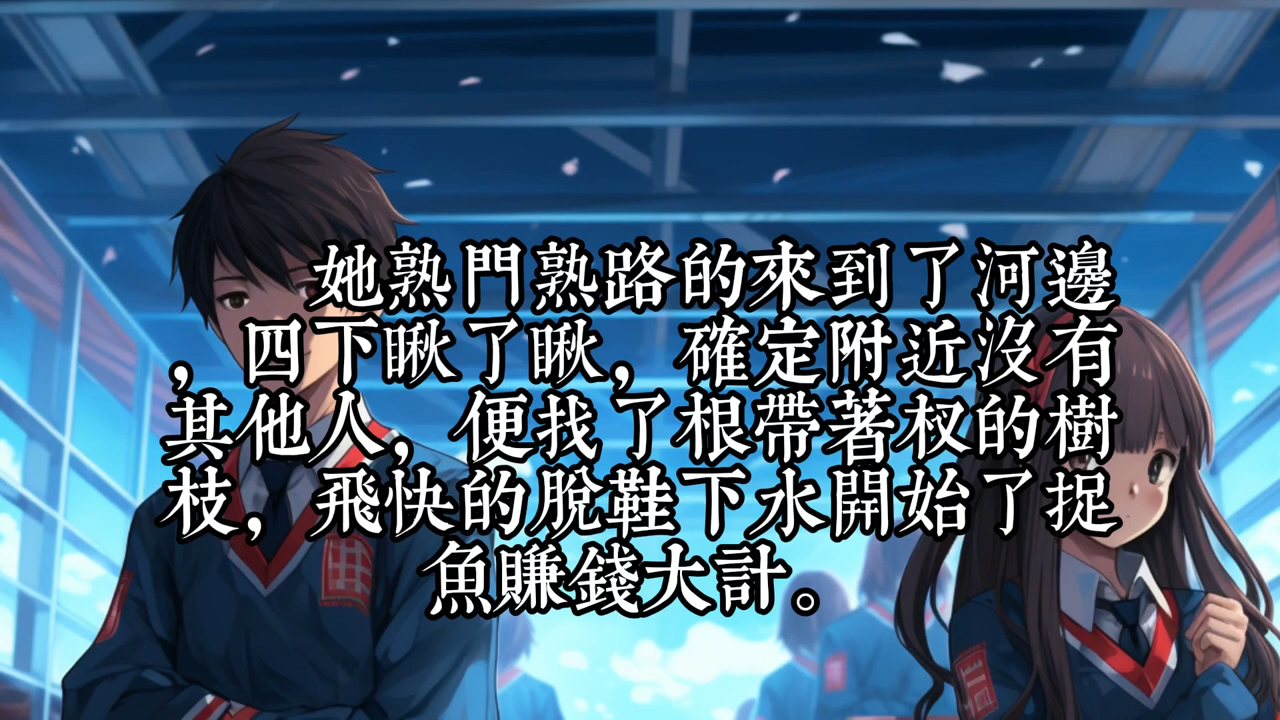 她熟門熟路的來到了河邊
，四下瞅了瞅，確定附近沒有
其他人，便找了根帶著杈的樹
枝，飛快的脫鞋下水開始了捉
魚賺錢大計。